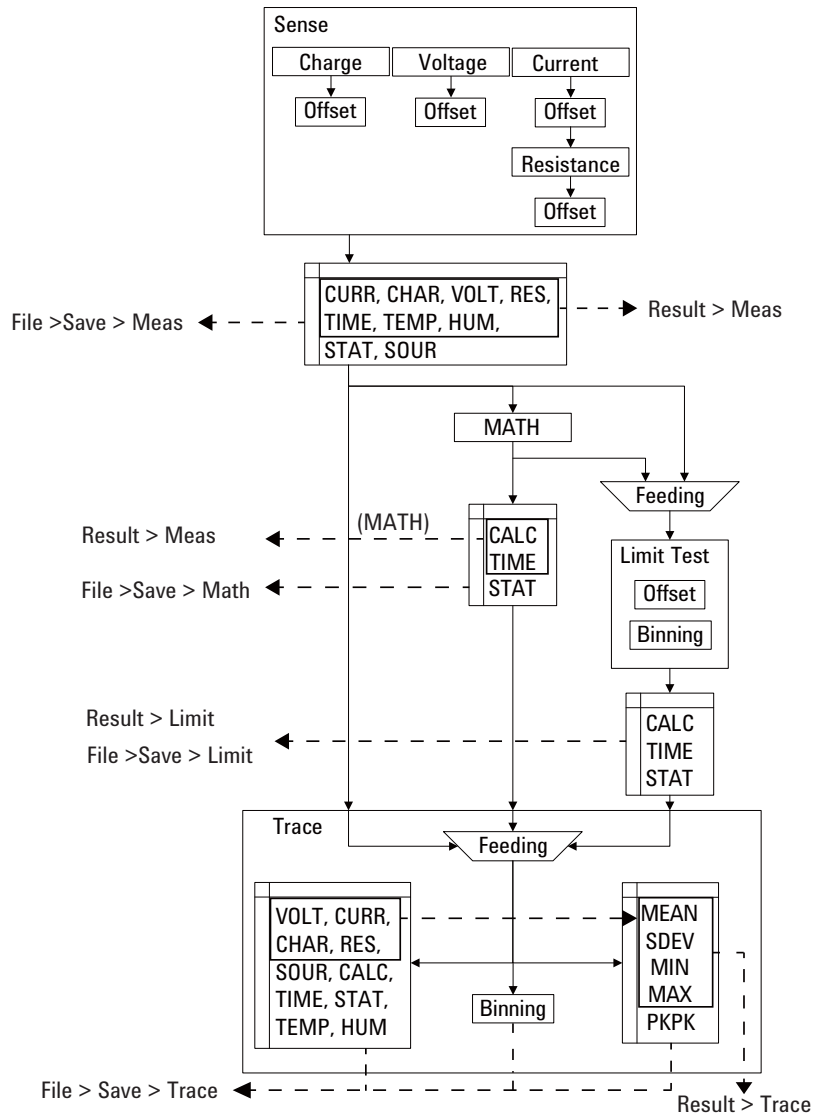 Sense
Charge
Voltage
Current
Offset
Offset
Offset
Resistance
Offset
CURR, CHAR, VOLT, RES,
TIME, TEMP, HUM,
STAT, SOUR
File >Save > Meas
Result > Meas
MATH
Feeding
(MATH)
Result > Meas
File >Save > Math
CALC
TIME
STAT
Limit Test
Offset
Binning
Result > Limit
File >Save > Limit
CALC
TIME
STAT
Trace
Feeding
VOLT, CURR,
CHAR, RES,
SOUR, CALC,
TIME, STAT,
TEMP, HUM
Binning
MEAN
SDEV
MIN
MAX
PKPK
File > Save > Trace
Result > Trace